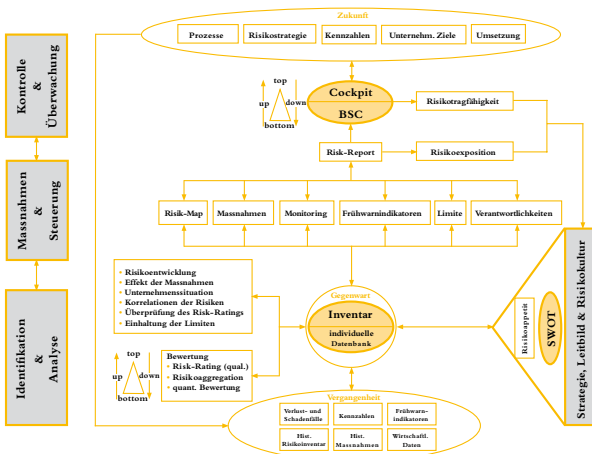 Zukunft
Prozesse
Risikostrategie
Kennzahlen
Unternehm. Ziele
Umsetzung
Kontrolle
&
Überwachung
top
up
down
bottom
Cockpit
BSC
Risikotragfähigkeit
Risk-Report
Risikoexposition
Massnahmen
&
Steuerung
Risik-Map
Massnahmen
Monitoring
Frühwarnindikatoren
Limite
Verantwortlichkeiten
• Risikoentwicklung
• Effekt der Massnahmen
• Unternehmenssituation
• Korrelationen der Risiken
• Überprüfung des Risk-Ratings
• Einhaltung der Limiten
Gegenwart
Inventar
individuelle
Datenbank
Risikoappetit
SWOT
Strategie, Leitbild & Risikokultur
Identifikation
&
Analyse
top
up
down
bottom
Bewertung
• Risk-Rating (qual.)
• Risikoaggregation
• quant. Bewertung
Vergangenheit
Verlust- und
Schadenfälle
Kennzahlen
Frühwarn-
indikatoren
Hist.
Risikoinventar
Hist.
Massnahmen
Wirtschaftl.
Daten